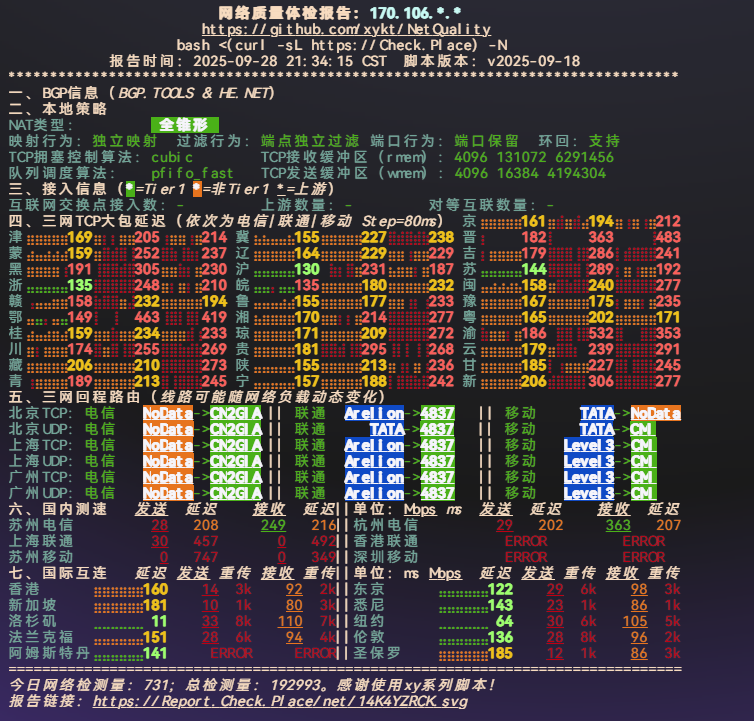 网络质量体检报告: 170.106.*.*
https://github.com/xykt/NetQuality
bash <(curl -sL https://Check.Place) -N
报告时间: 2025-09-28 21:34:15 CST 脚本版本: v2025-09-18
********************************************************************************
一、BGP信息 (BGP.TOOLS & HE.NET)
二、本地策略
NAT类型: 全锥形
映射行为: 独立映射 过滤行为: 端点独立过滤 端口行为: 端口保留 环回: 支持
TCP拥塞控制算法: cubic TCP接收缓冲区 (rmem) : 4096 131072 6291456
队列调度算法: pfifo_fast TCP发送缓冲区 (wmem) : 4096 16384 4194304
三、接入信息 (*=Tier1 *=非Tier1 *=上游)
互联网交换点接入数: - 上游数量: - 对等互联数量: -
四、三网TCP大包延迟 (依次为电信|联通|移动 Step=80ms) 京 161 194 212
津 169 205 214 冀 155 227 238 晋 182 363 483
蒙 159 252 237 辽 164 229 229 吉 179 286 241
黑 191 305 230 沪 130 231 187 苏 144 289 192
浙 135 248 210 皖 135 180 232 闽 158 240 277
赣 158 232 194 鲁 155 177 233 豫 167 175 235
鄂 149 463 419 湘 170 214 277 粤 165 202 171
桂 159 234 233 琼 171 209 272 渝 186 532 353
川 174 255 269 贵 181 295 268 云 179 239 291
藏 206 210 273 陕 155 213 236 甘 185 227 245
青 189 213 245 宁 157 188 242 新 206 306 277
五、三网回程路由 (线路可能随网络负载动态变化)
北京TCP: 电信 NoData->CN2GIA || 联通 Arelion->4837 || 移动 TATA->NoData
北京UDP: 电信 NoData->CN2GIA || 联通 TATA->4837 || 移动 TATA->CMI
上海TCP: 电信 NoData->CN2GIA || 联通 Arelion->4837 || 移动 Level3->CMI
上海UDP: 电信 NoData->CN2GIA || 联通 Arelion->4837 || 移动 Level3->CMI
广州TCP: 电信 NoData->CN2GIA || 联通 Arelion->4837 || 移动 Level3->CMI
广州UDP: 电信 NoData->CN2GIA || 联通 Arelion->4837 || 移动 Level3->CMI
六、国内测速 发送 延迟 接收 延迟||单位: Mbps ms 发送 延迟 接收 延迟
苏州电信 28 208 249 216||杭州电信 29 202 363 207
上海联通 30 457 0 492||香港联通 ERROR ERROR
苏州移动 0 747 0 349||深圳移动 ERROR ERROR
七、国际互连 延迟 发送 重传 接收 重传||单位: ms Mbps 延迟 发送 重传 接收 重传
香港 160 14 3k 92 2k||东京 122 29 6k 98 3k
新加坡 181 10 1k 80 3k||悉尼 143 23 1k 86 1k
洛杉矶 11 33 8k 110 7k||纽约 64 30 6k 105 5k
法兰克福 151 28 6k 94 4k||伦敦 136 28 8k 96 2k
阿姆斯特丹 141 ERROR ERROR||圣保罗 185 12 1k 86 3k
================================================================================
今日网络检测量: 731; 总检测量: 192993。感谢使用xy系列脚本!
报告链接: https://Report.Check.Place/net/14K4YZRCK.svg